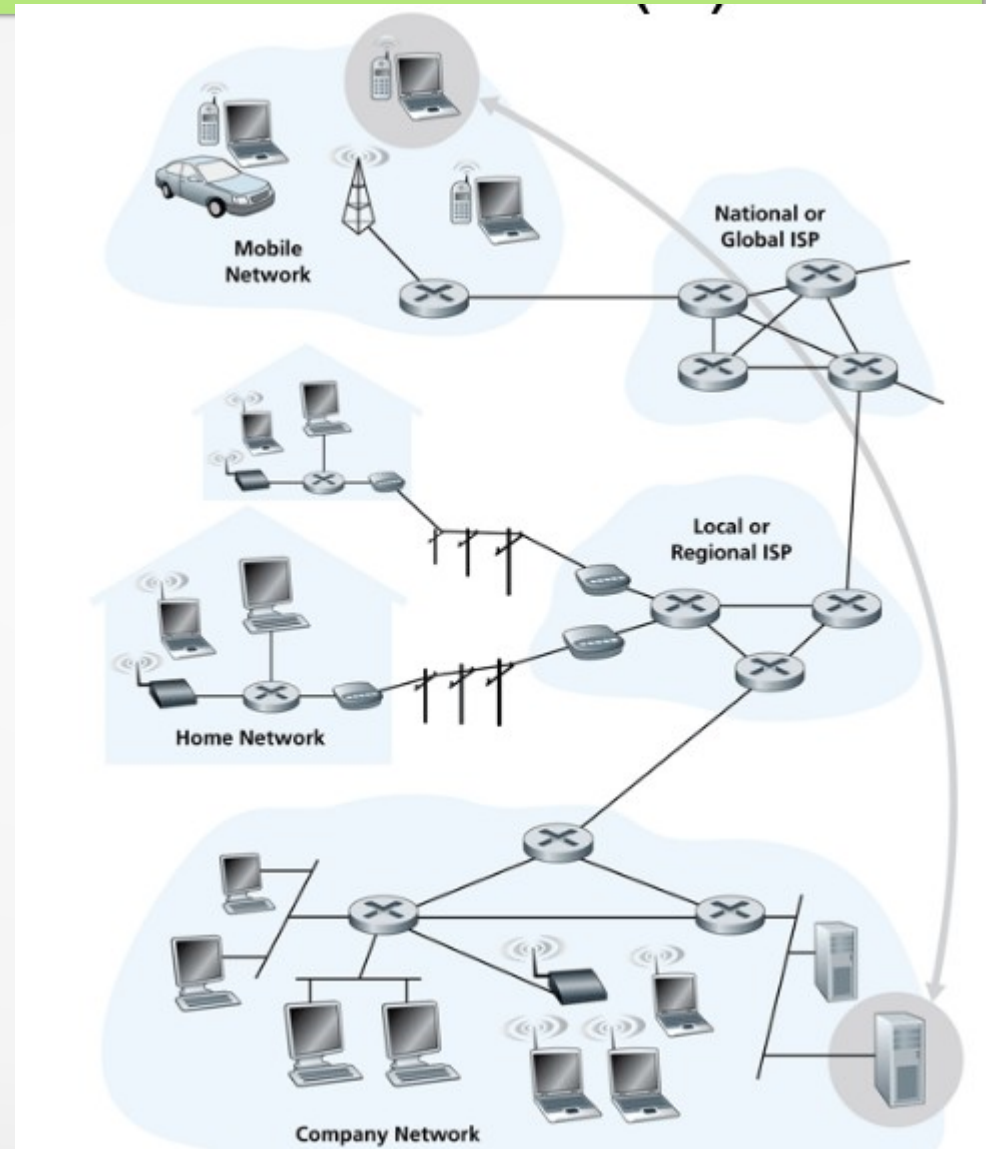 National or
Global ISP
Mobile
Network
Local or
Regional ISP
Home Network
Company Network